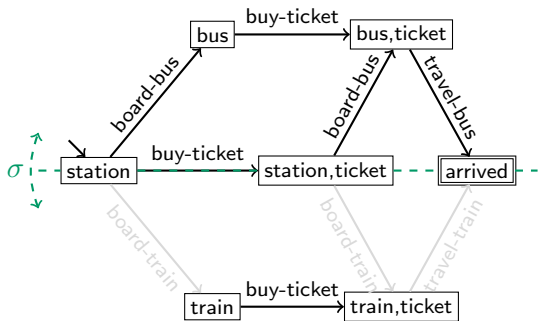 buy-ticket
bus
bus,ticket
board-bus
board-bus
travel-bus
buy-ticket
σ
station
station,ticket
arrived
board-train
board-train
travel-train
buy-ticket
train
train,ticket